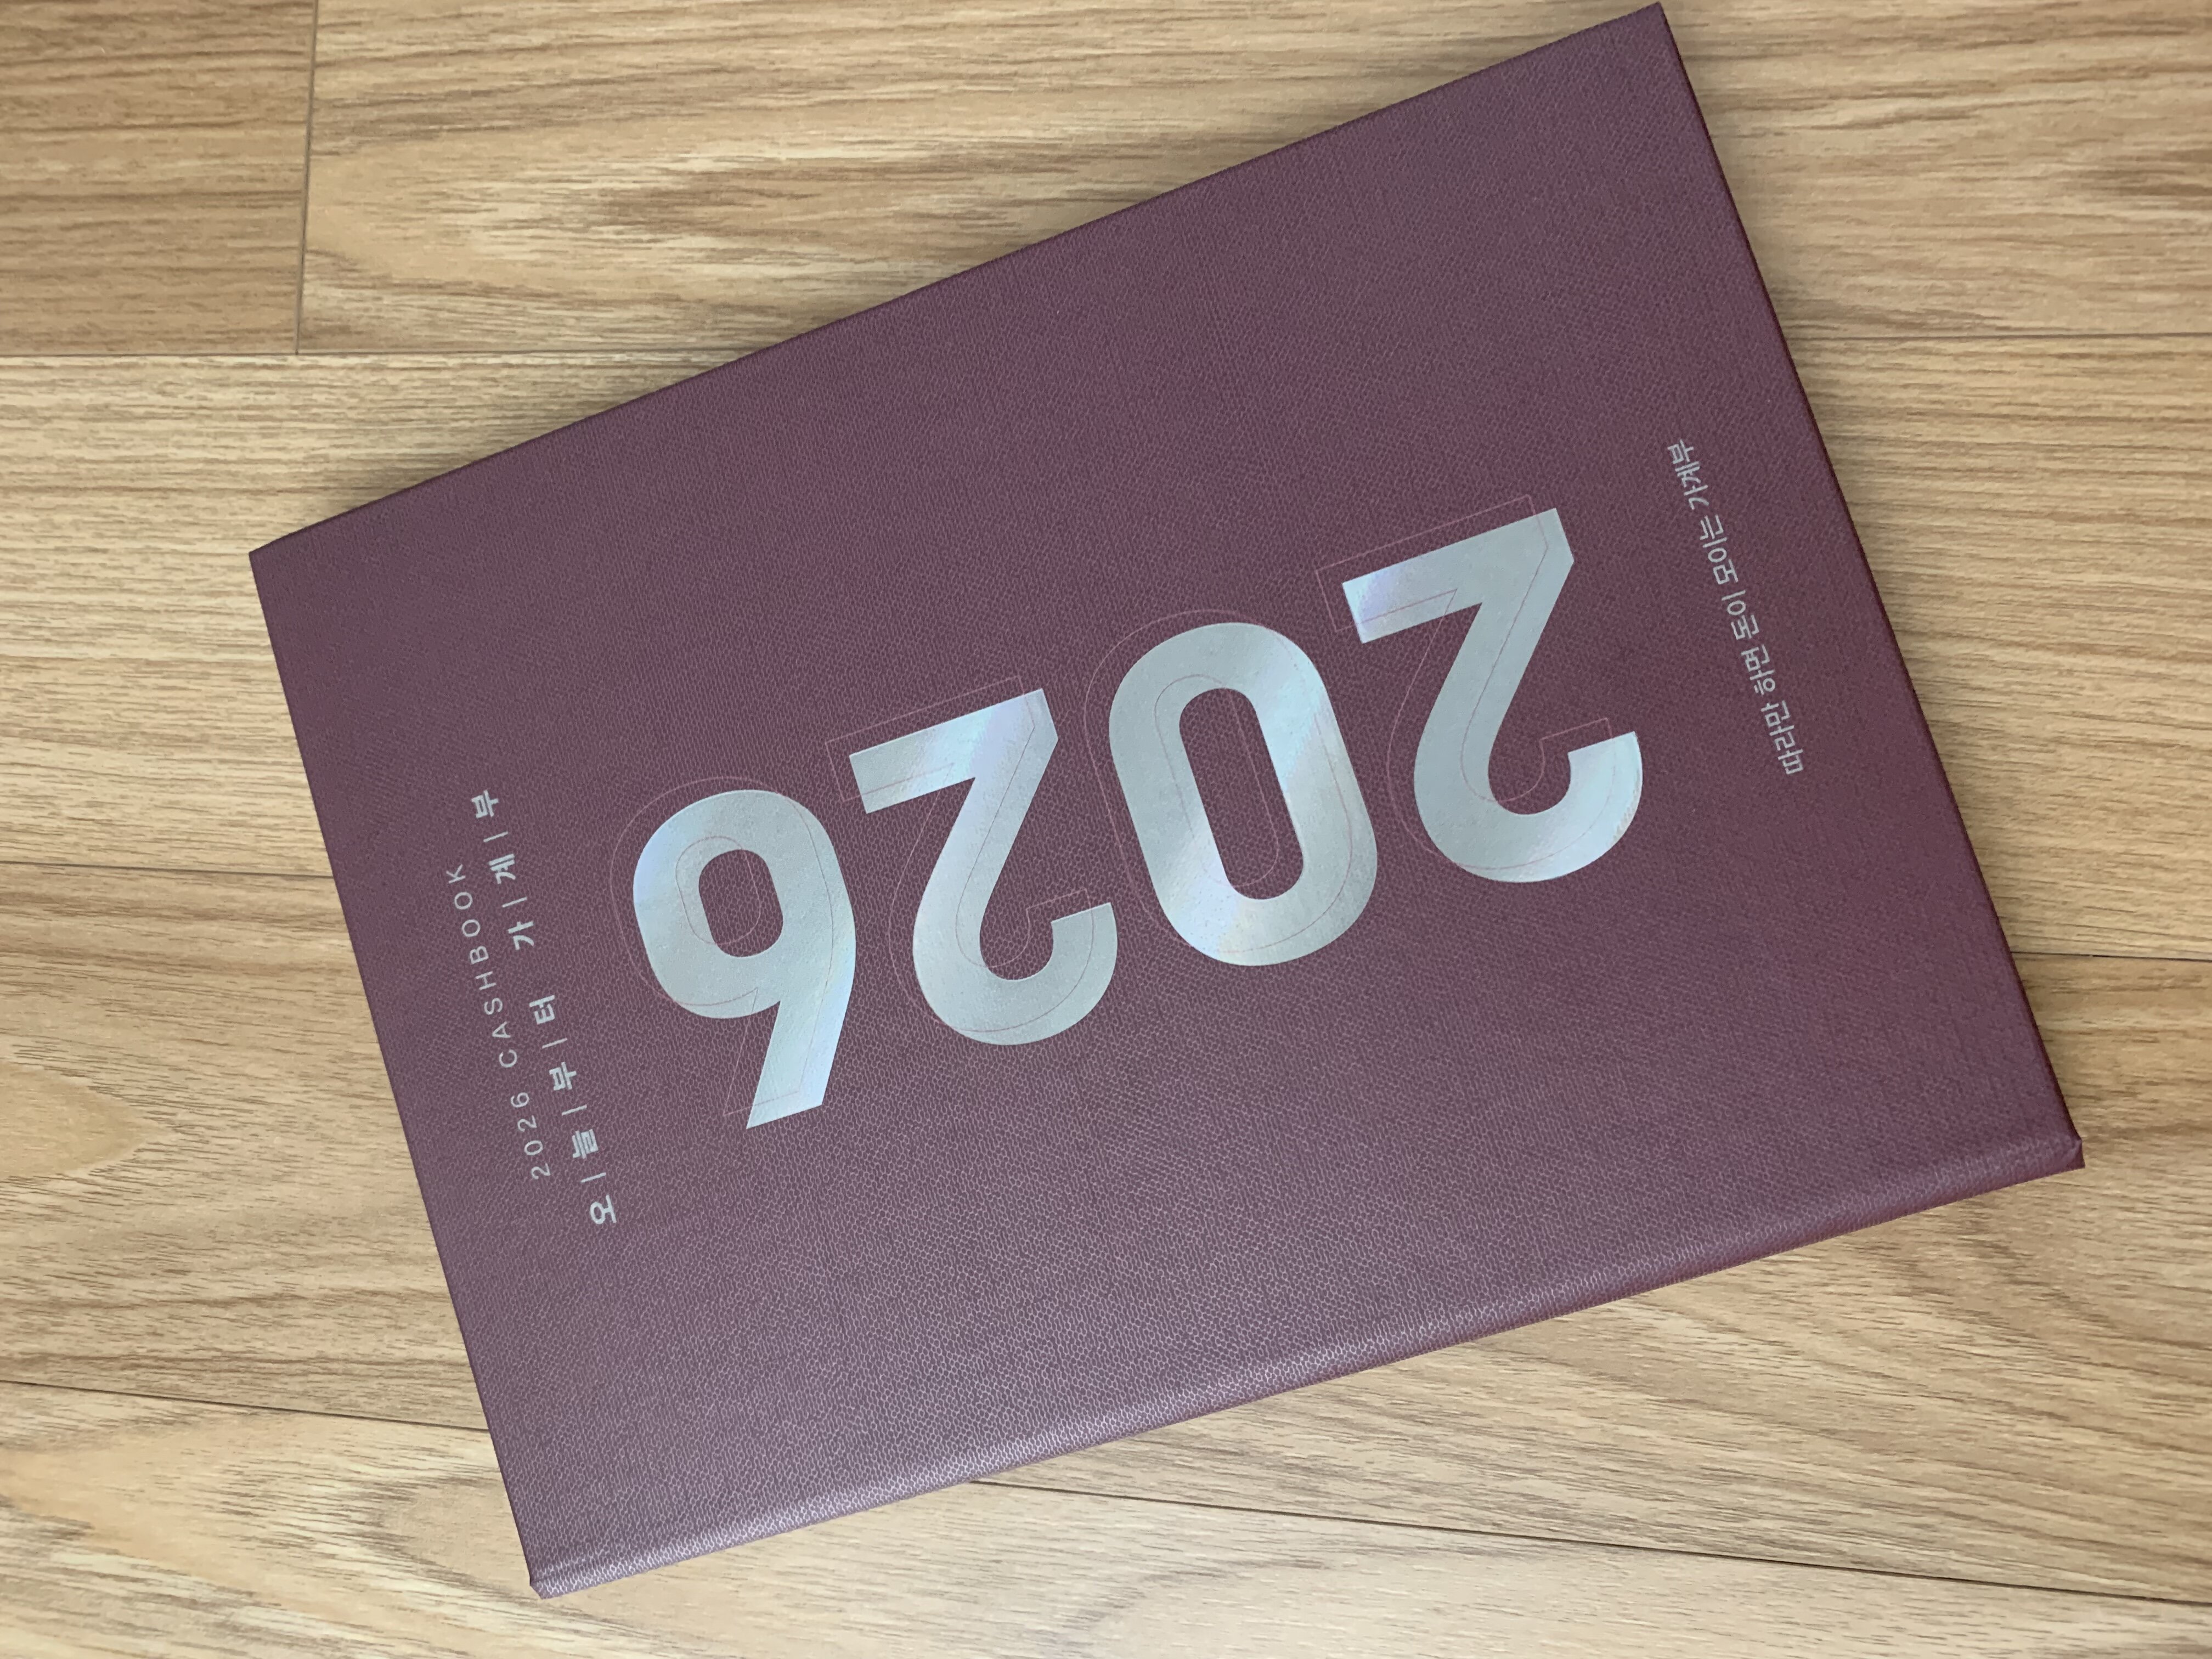 2026 CASHBOOK
오|늘|부|터 가|계|부
2026
따라만 하면 돈이 모이는 가계부